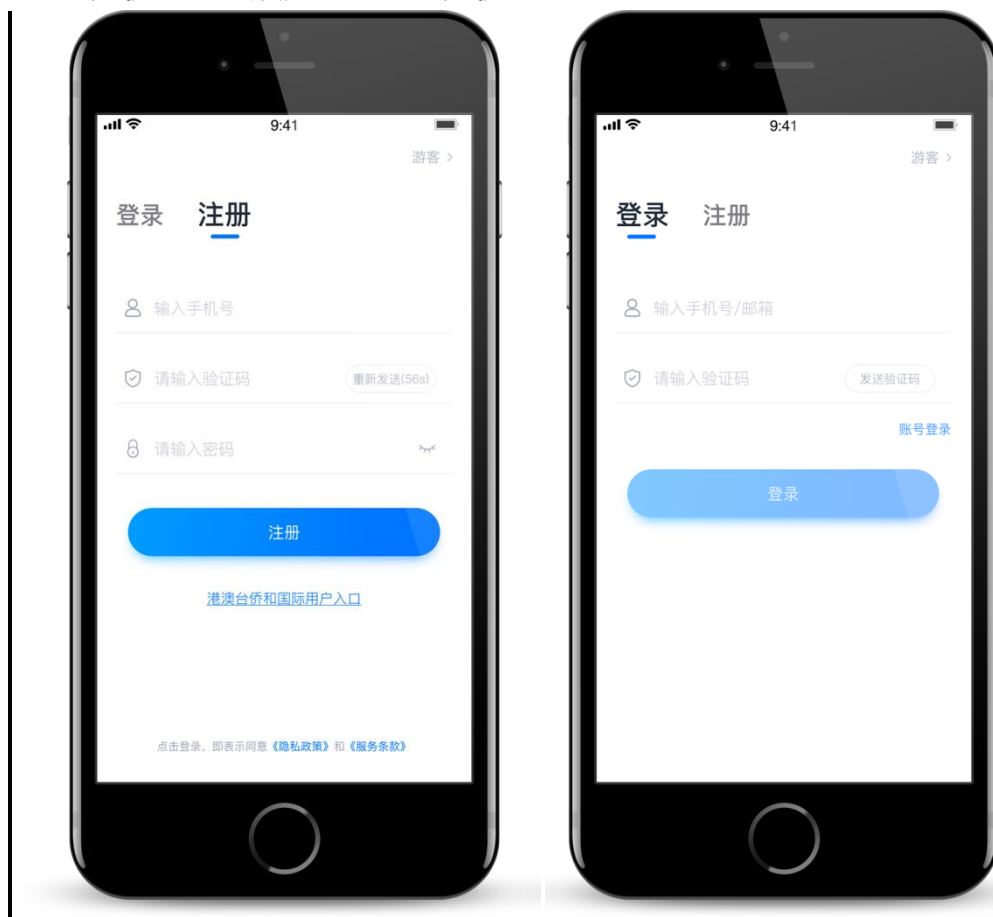 9:41
游客 >
登录 注册
输入手机号
请输入验证码 重新发送(56s)
请输入密码
注册
港澳台侨和国际用户入口
点击登录，即表示同意《隐私政策》和《服务条款》
9:41
游客 >
登录 注册
输入手机号/邮箱
请输入验证码 发送验证码
账号登录
登录